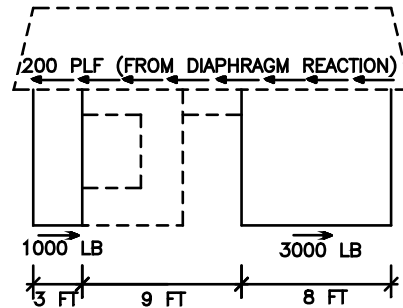 200 PLF (FROM DIAPHRAGM REACTION)
1000 LB
3000 LB
3 FT
9 FT
8 FT